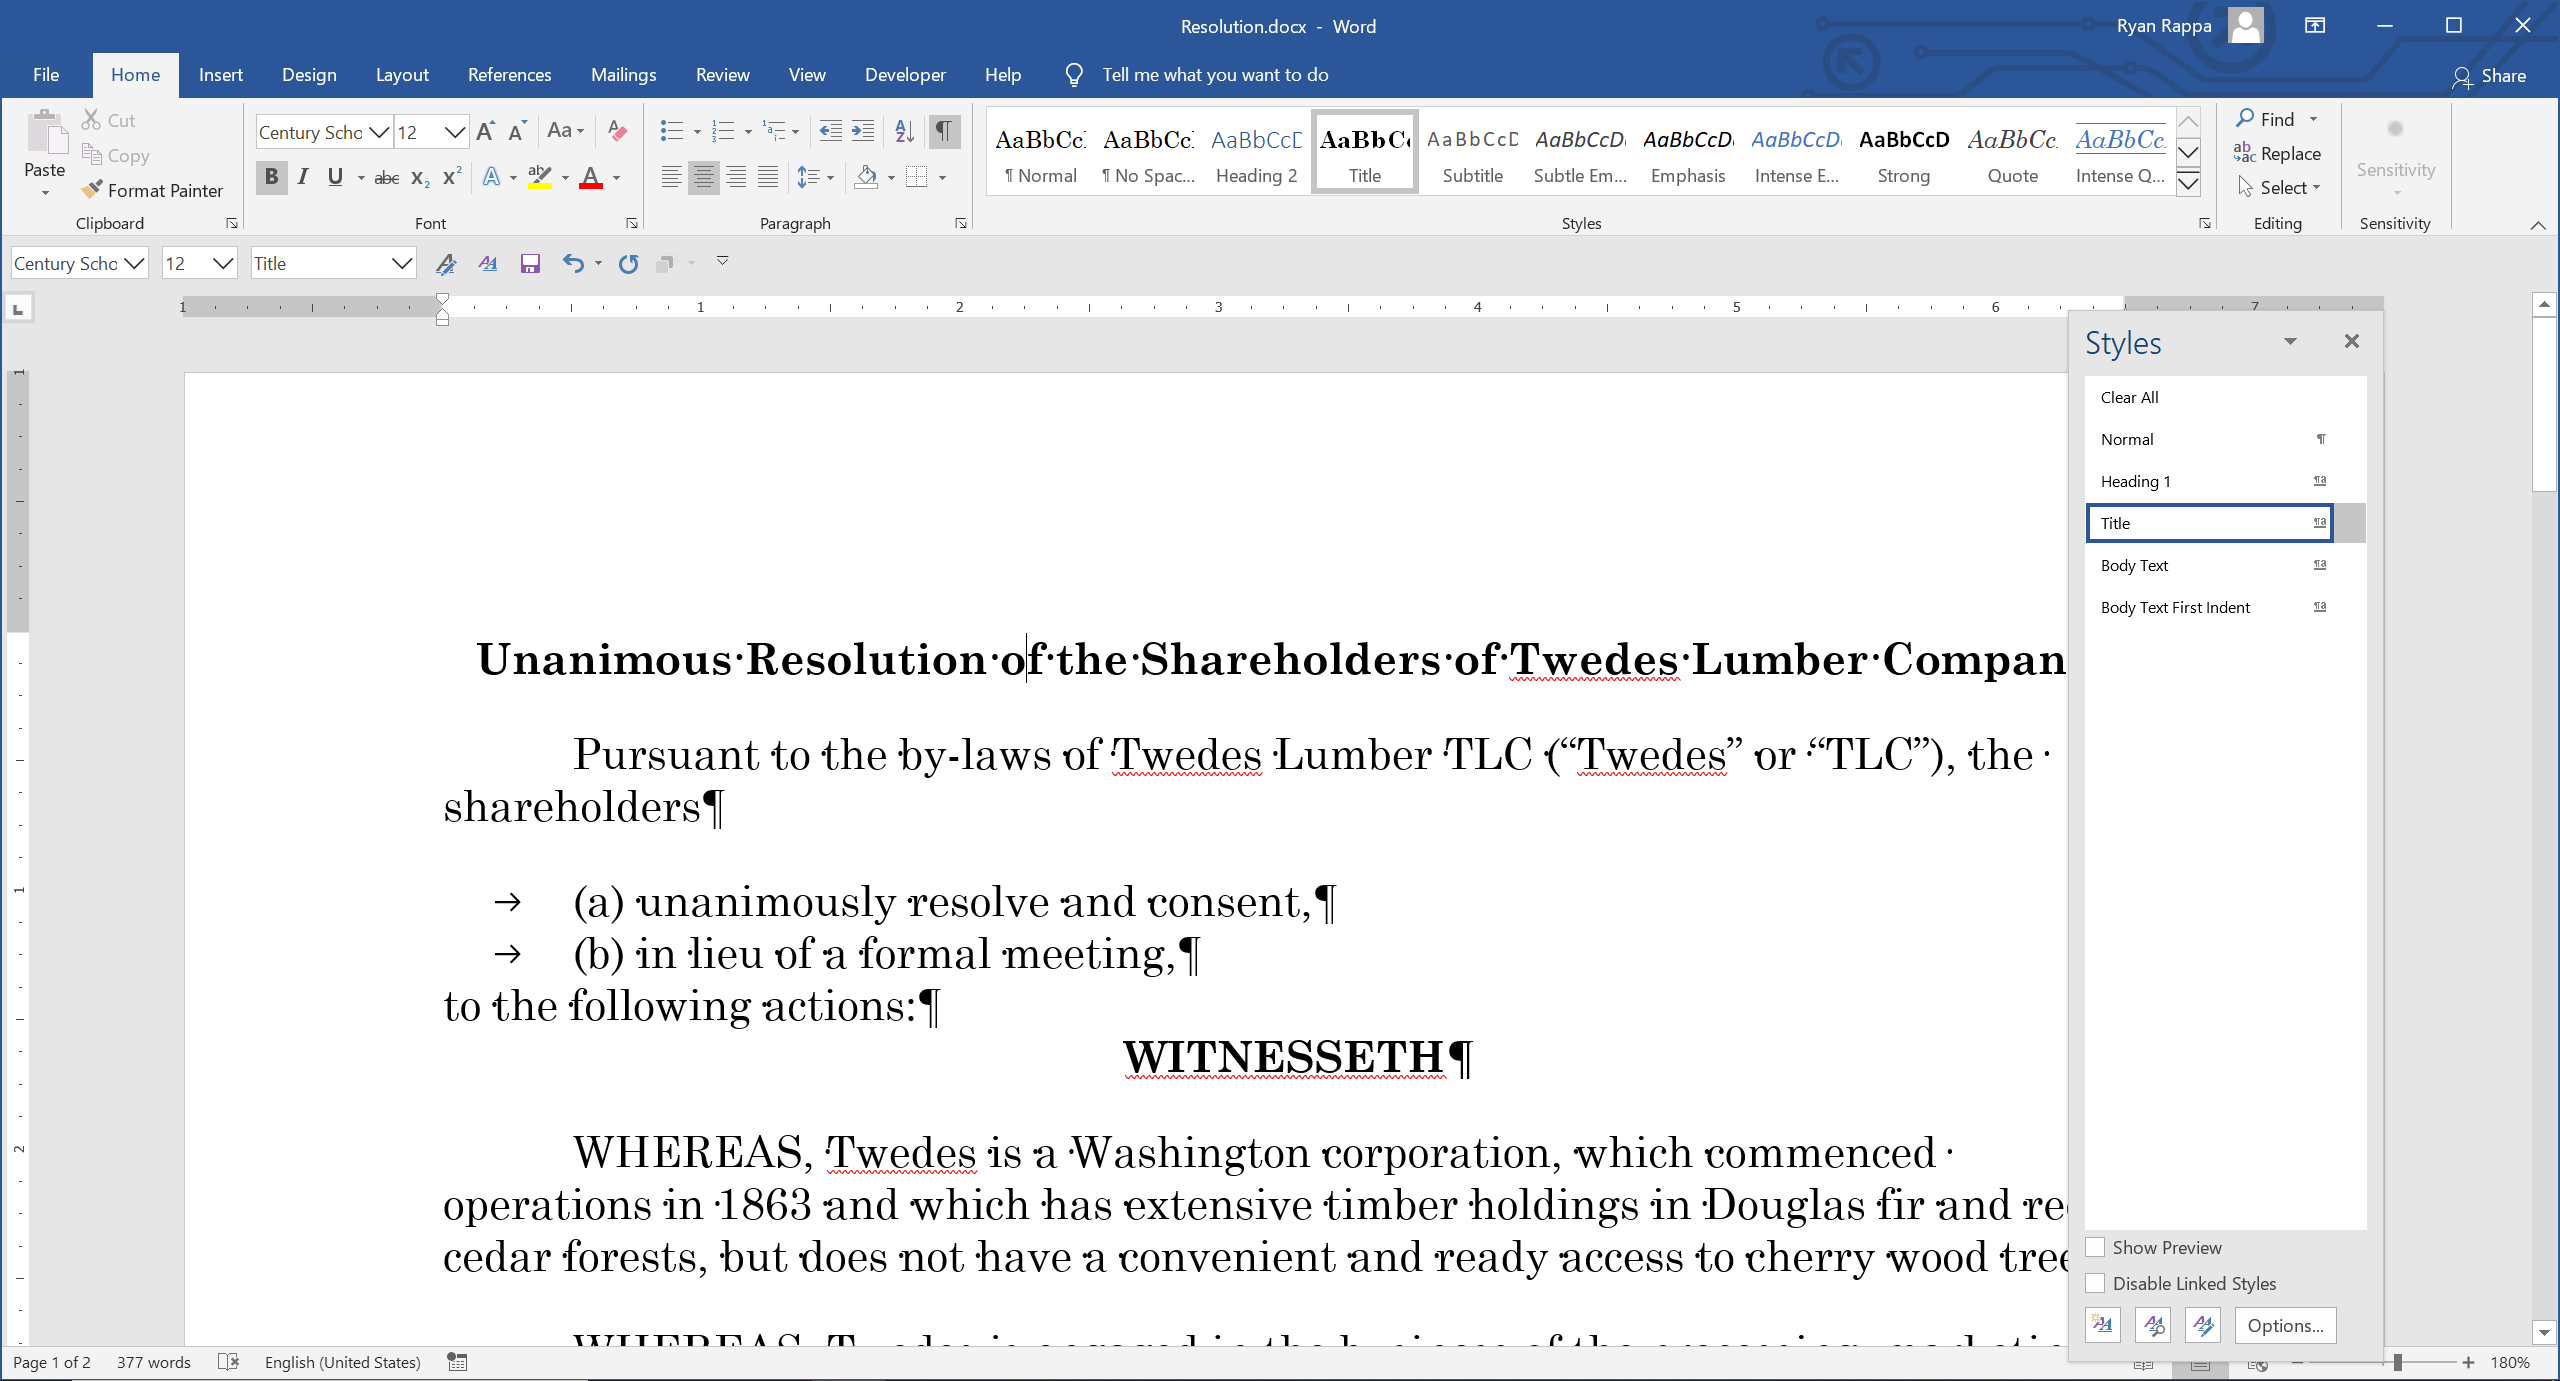 Resolution.docx - Word
Ryan Rappa
File Home Insert Design Layout References Mailings Review View Developer Help Tell me what you want to do
Share
Paste
Cut
Copy
Format Painter
Clipboard
Century Scho 12
Font
Paragraph
AaBbCc ¶ Normal
AaBbCc ¶ No Spac...
AaBbCcD Heading 2
AaBbCc Title
AaBbCcD Subtitle
AaBbCcD Subtle Em...
AaBbCcD Emphasis
AaBbCcD Intense E...
AaBbCcD Strong
AaBbCc Quote
AaBbCc Intense Q...
Styles
Find
Replace
Select
Editing
Sensitivity
Sensitivity
Century Scho 12 Title
1 1 2 3 4 5 6 7
Styles
Clear All
Normal ¶
Heading 1 ¶a
Title ¶a
Body Text ¶a
Body Text First Indent ¶a
Show Preview
Disable Linked Styles
Options...
Unanimous·Resolution·of·the·Shareholders·of·Twedes·Lumber·Compan
Pursuant·to·the·by-laws·of·Twedes·Lumber·TLC·(“Twedes”·or·“TLC”),·the·
shareholders¶
→ (a)·unanimously·resolve·and·consent,¶
→ (b)·in·lieu·of·a·formal·meeting,¶
to·the·following·actions:¶
WITNESSETH¶
WHEREAS,·Twedes·is·a·Washington·corporation,·which·commenced·
operations·in·1863·and·which·has·extensive·timber·holdings·in·Douglas·fir·and·re
cedar·forests,·but·does·not·have·a·convenient·and·ready·access·to·cherry·wood·tree
Page 1 of 2 377 words English (United States) 180%